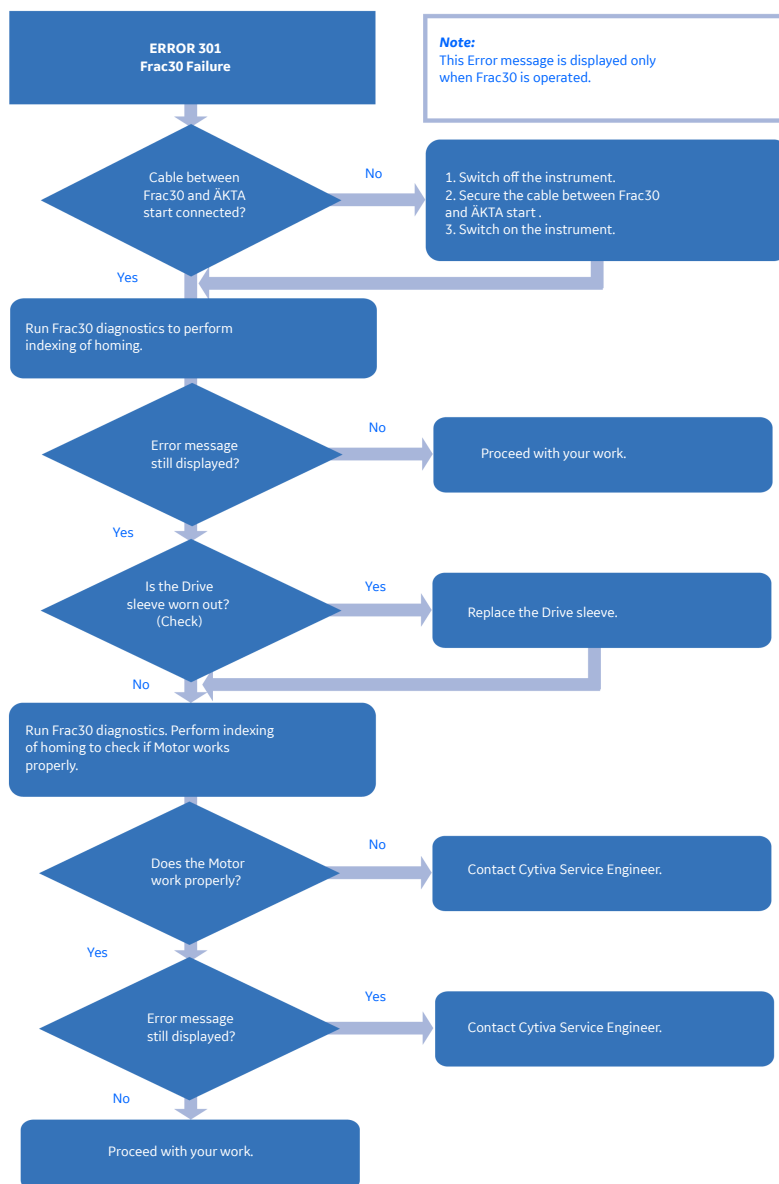 ERROR 301
Frac30 Failure
Note:
This Error message is displayed only
when Frac30 is operated.
Cable between
Frac30 and ÄKTA
start connected?
No
1. Switch off the instrument.
2. Secure the cable between Frac30
and ÄKTA start .
3. Switch on the instrument.
Yes
Run Frac30 diagnostics to perform
indexing of homing.
Error message
still displayed?
No
Proceed with your work.
Yes
Is the Drive
sleeve worn out?
(Check)
Yes
Replace the Drive sleeve.
No
Run Frac30 diagnostics. Perform indexing
of homing to check if Motor works
properly.
Does the Motor
work properly?
No
Contact Cytiva Service Engineer.
Yes
Error message
still displayed?
Yes
Contact Cytiva Service Engineer.
No
Proceed with your work.